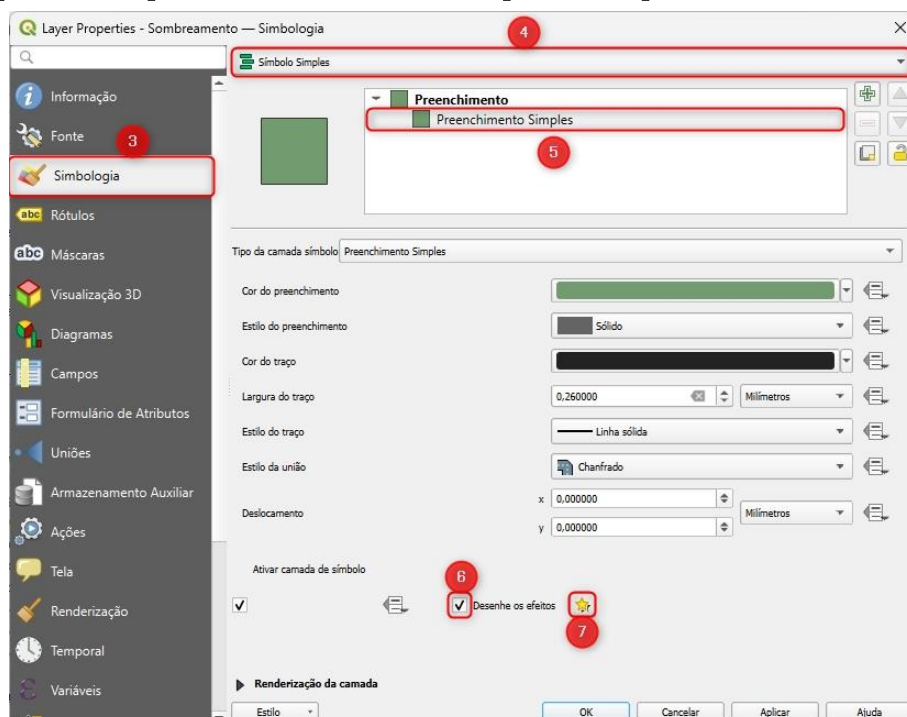 Layer Properties - Sombreamento — Simbologia
4
Símbolo Simples
Informação
Fonte
3
Simbologia
Rótulos
Máscaras
Visualização 3D
Diagramas
Campos
Formulário de Atributos
Uniões
Armazenamento Auxiliar
Ações
Tela
Renderização
Temporal
Variáveis
Preenchimento
Preenchimento Simples
5
Tipo da camada símbolo Preenchimento Simples
Cor do preenchimento
Estilo do preenchimento Sólido
Cor do traço
Largura do traço 0,260000 Milímetros
Estilo do traço Linha sólida
Estilo da união Chanfrado
Deslocamento x 0,000000 Milímetros
y 0,000000
Ativar camada de símbolo
6
Desenhe os efeitos
7
Renderização da camada
Estilo OK Cancelar Aplicar Ajuda